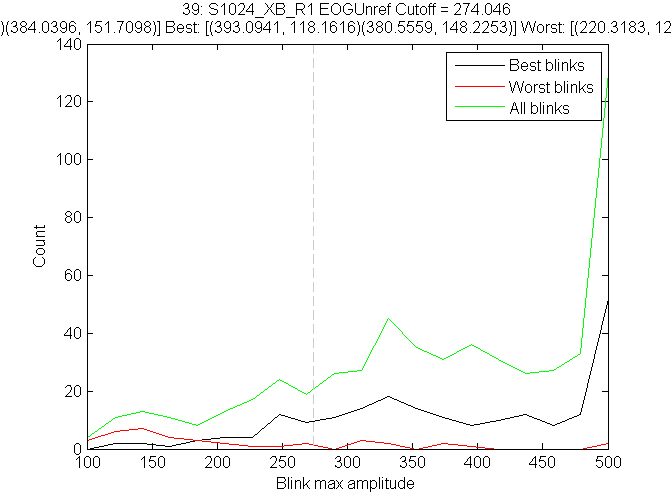 39: S1024_XB_R1 EOGUnref Cutoff = 274.046
)(384.0396, 151.7098)] Best: [(393.0941, 118.1616)(380.5559, 148.2253)] Worst: [(220.3183, 12
140
120
100
80
60
40
20
0
Count
Best blinks
Worst blinks
All blinks
100 150 200 250 300 350 400 450 500
Blink max amplitude